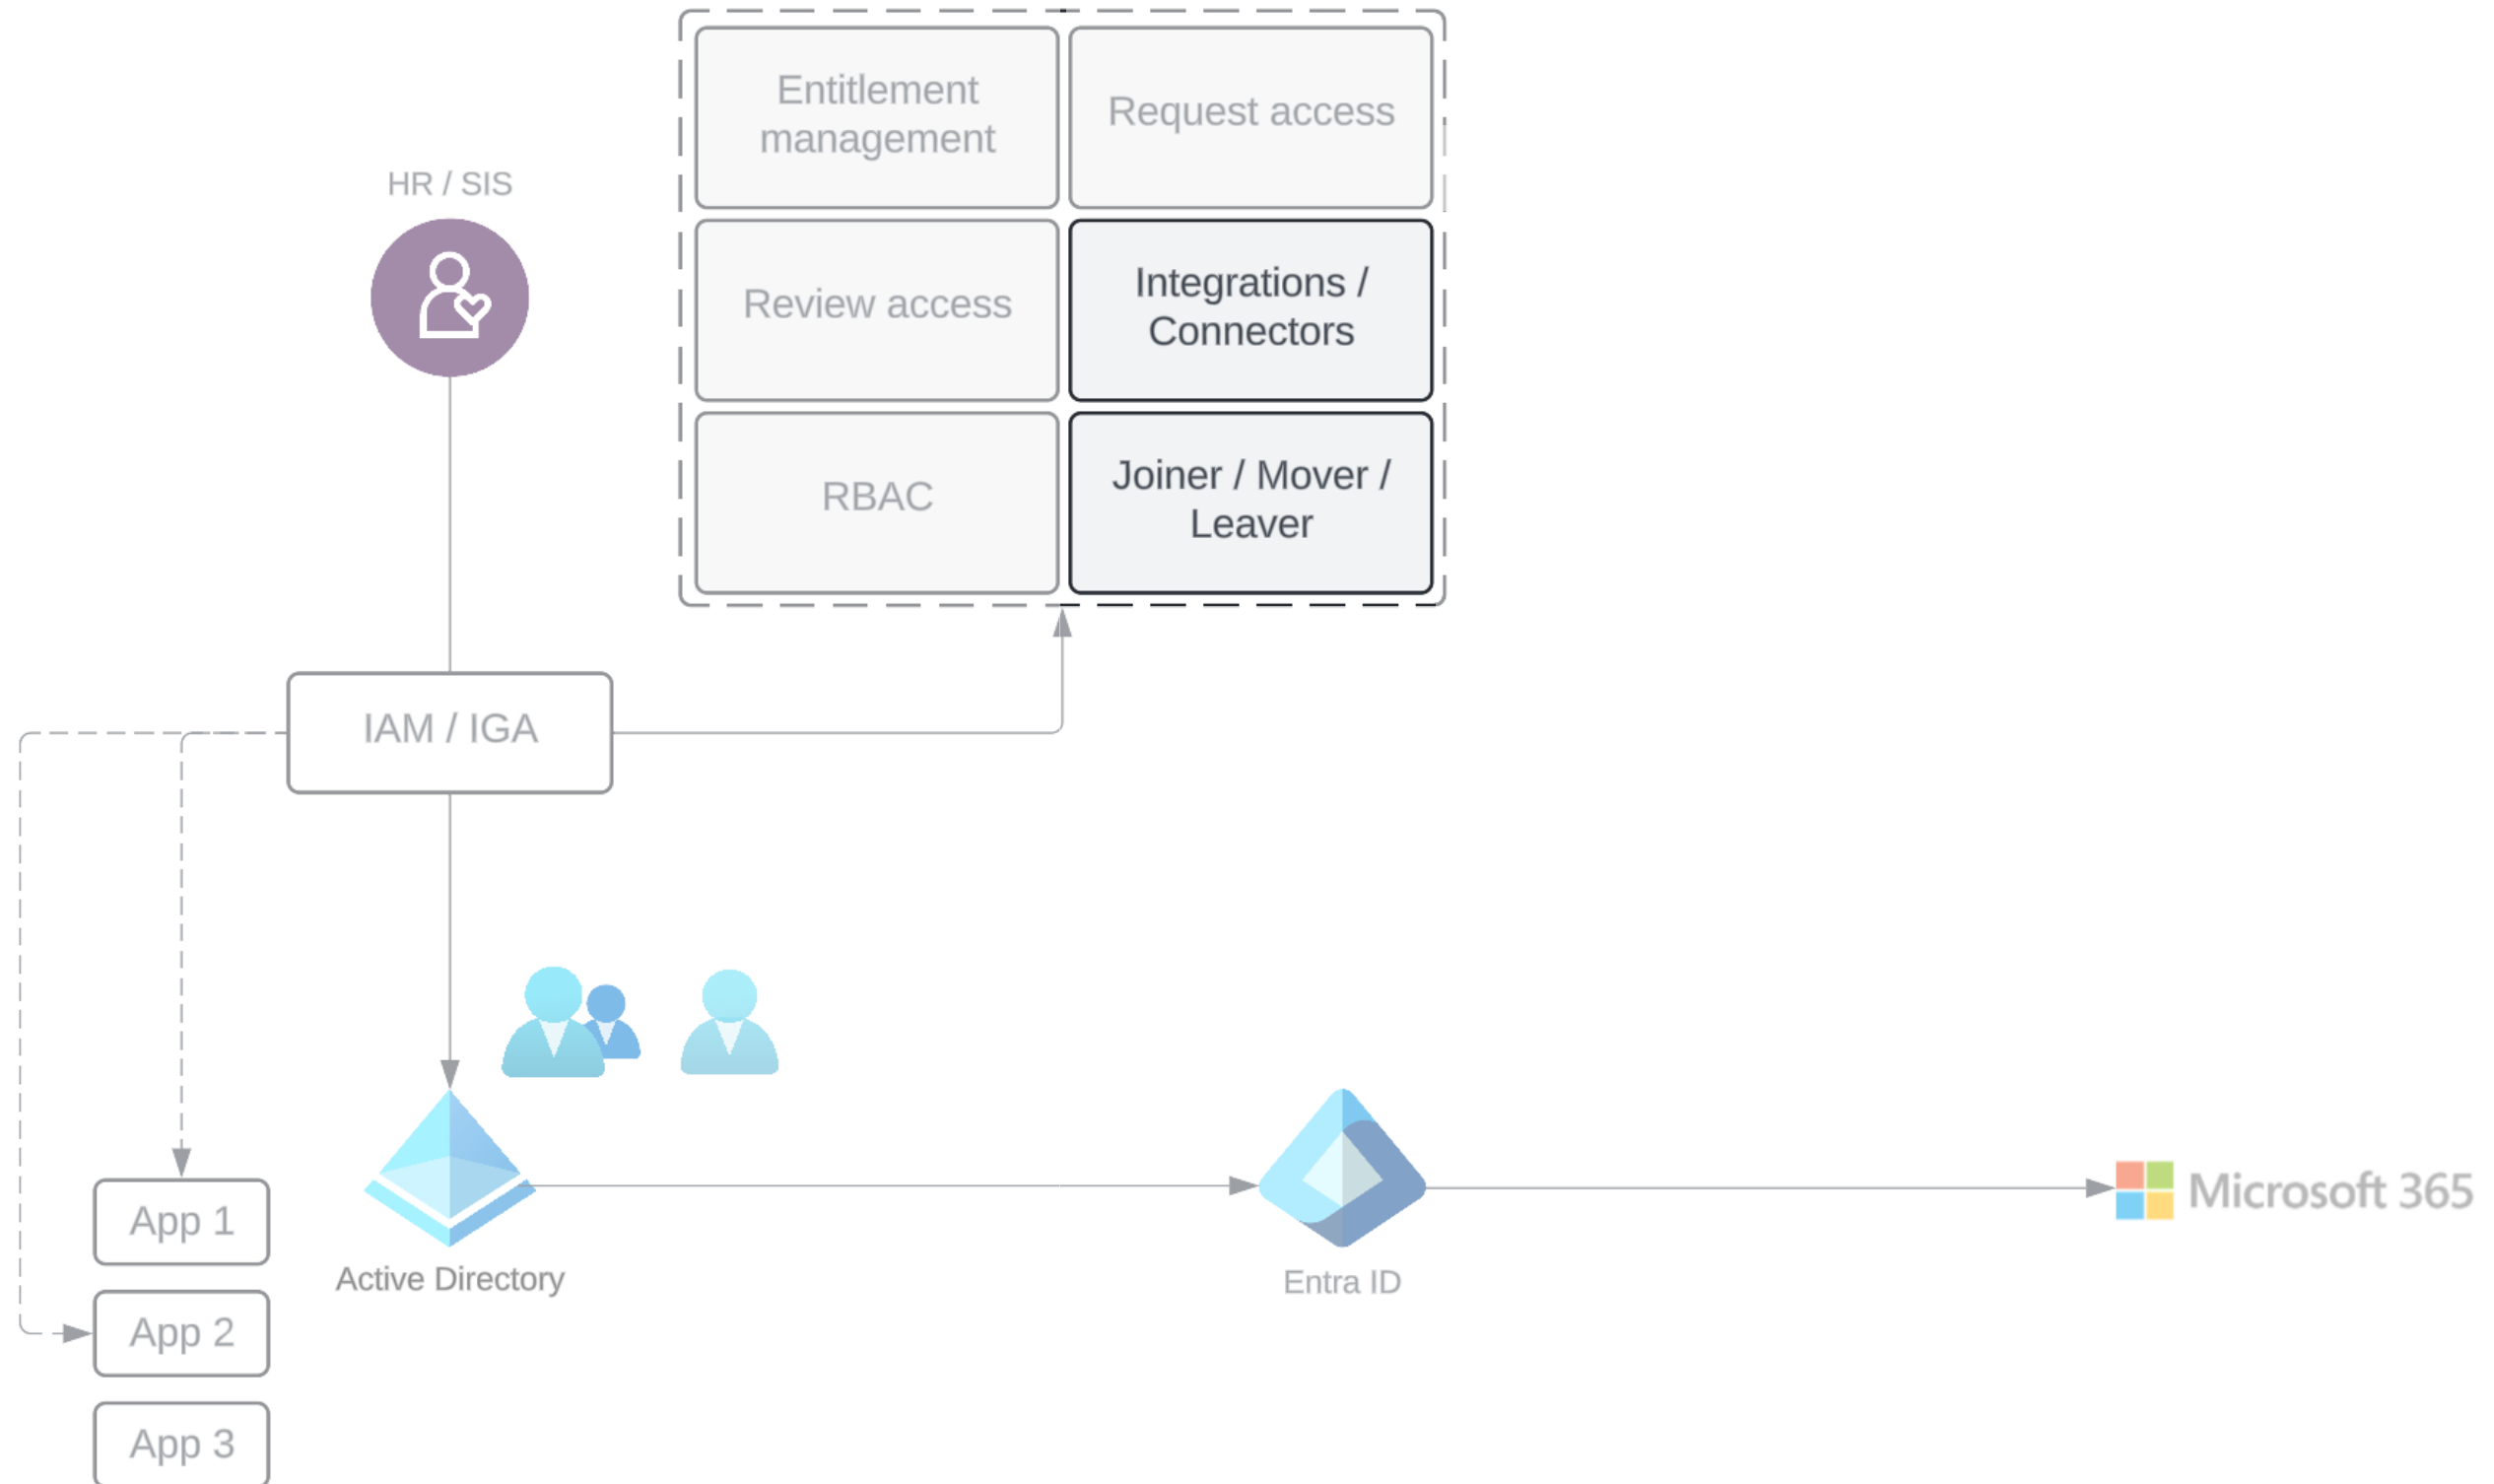 Entitlement
management
Request access
HR / SIS
Review access
Integrations /
Connectors
RBAC
Joiner / Mover /
Leaver
IAM / IGA
App 1
Active Directory
Entra ID
Microsoft 365
App 2
App 3